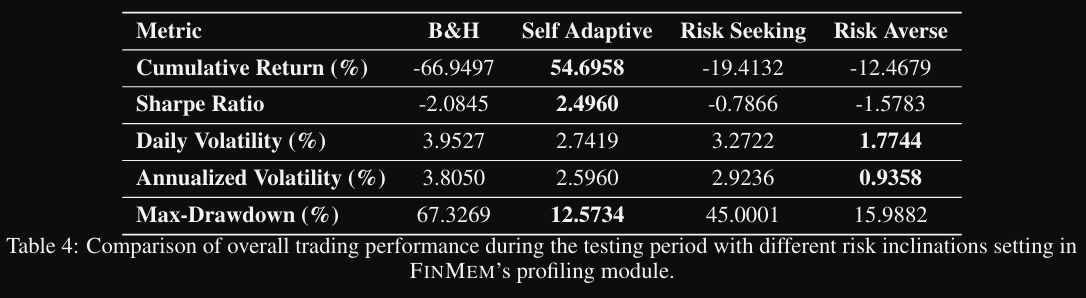 Metric B&H Self Adaptive Risk Seeking Risk Averse
Cumulative Return (%) -66.9497 54.6958 -19.4132 -12.4679
Sharpe Ratio -2.0845 2.4960 -0.7866 -1.5783
Daily Volatility (%) 3.9527 2.7419 3.2722 1.7744
Annualized Volatility (%) 3.8050 2.5960 2.9236 0.9358
Max-Drawdown (%) 67.3269 12.5734 45.0001 15.9882
Table 4: Comparison of overall trading performance during the testing period with different risk inclinations setting in
FINMEM's profiling module.